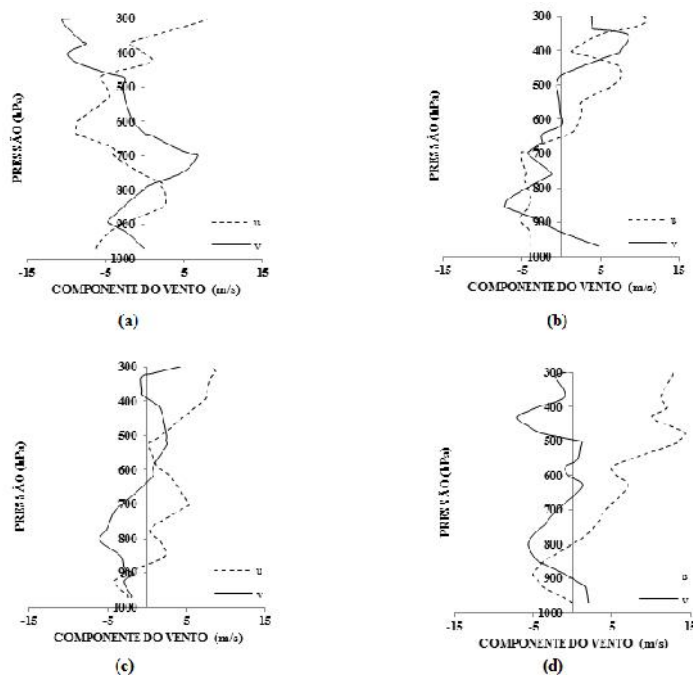 300
400
500
600
700
800
900
1000
PRESSÃO (kPa)
-15 -5 5 15
COMPONENTE DO VENTO (m/s)
u
v
(a)
300
400
500
600
700
800
900
1000
PRESSÃO (kPa)
-15 -5 5 15
COMPONENTE DO VENTO (m/s)
u
v
(b)
300
400
500
600
700
800
900
1000
PRESSÃO (kPa)
-15 -5 5 15
COMPONENTE DO VENTO (m/s)
u
v
(c)
300
400
500
600
700
800
900
1000
PRESSÃO (kPa)
-15 -5 5 15
COMPONENTE DO VENTO (m/s)
u
v
(d)